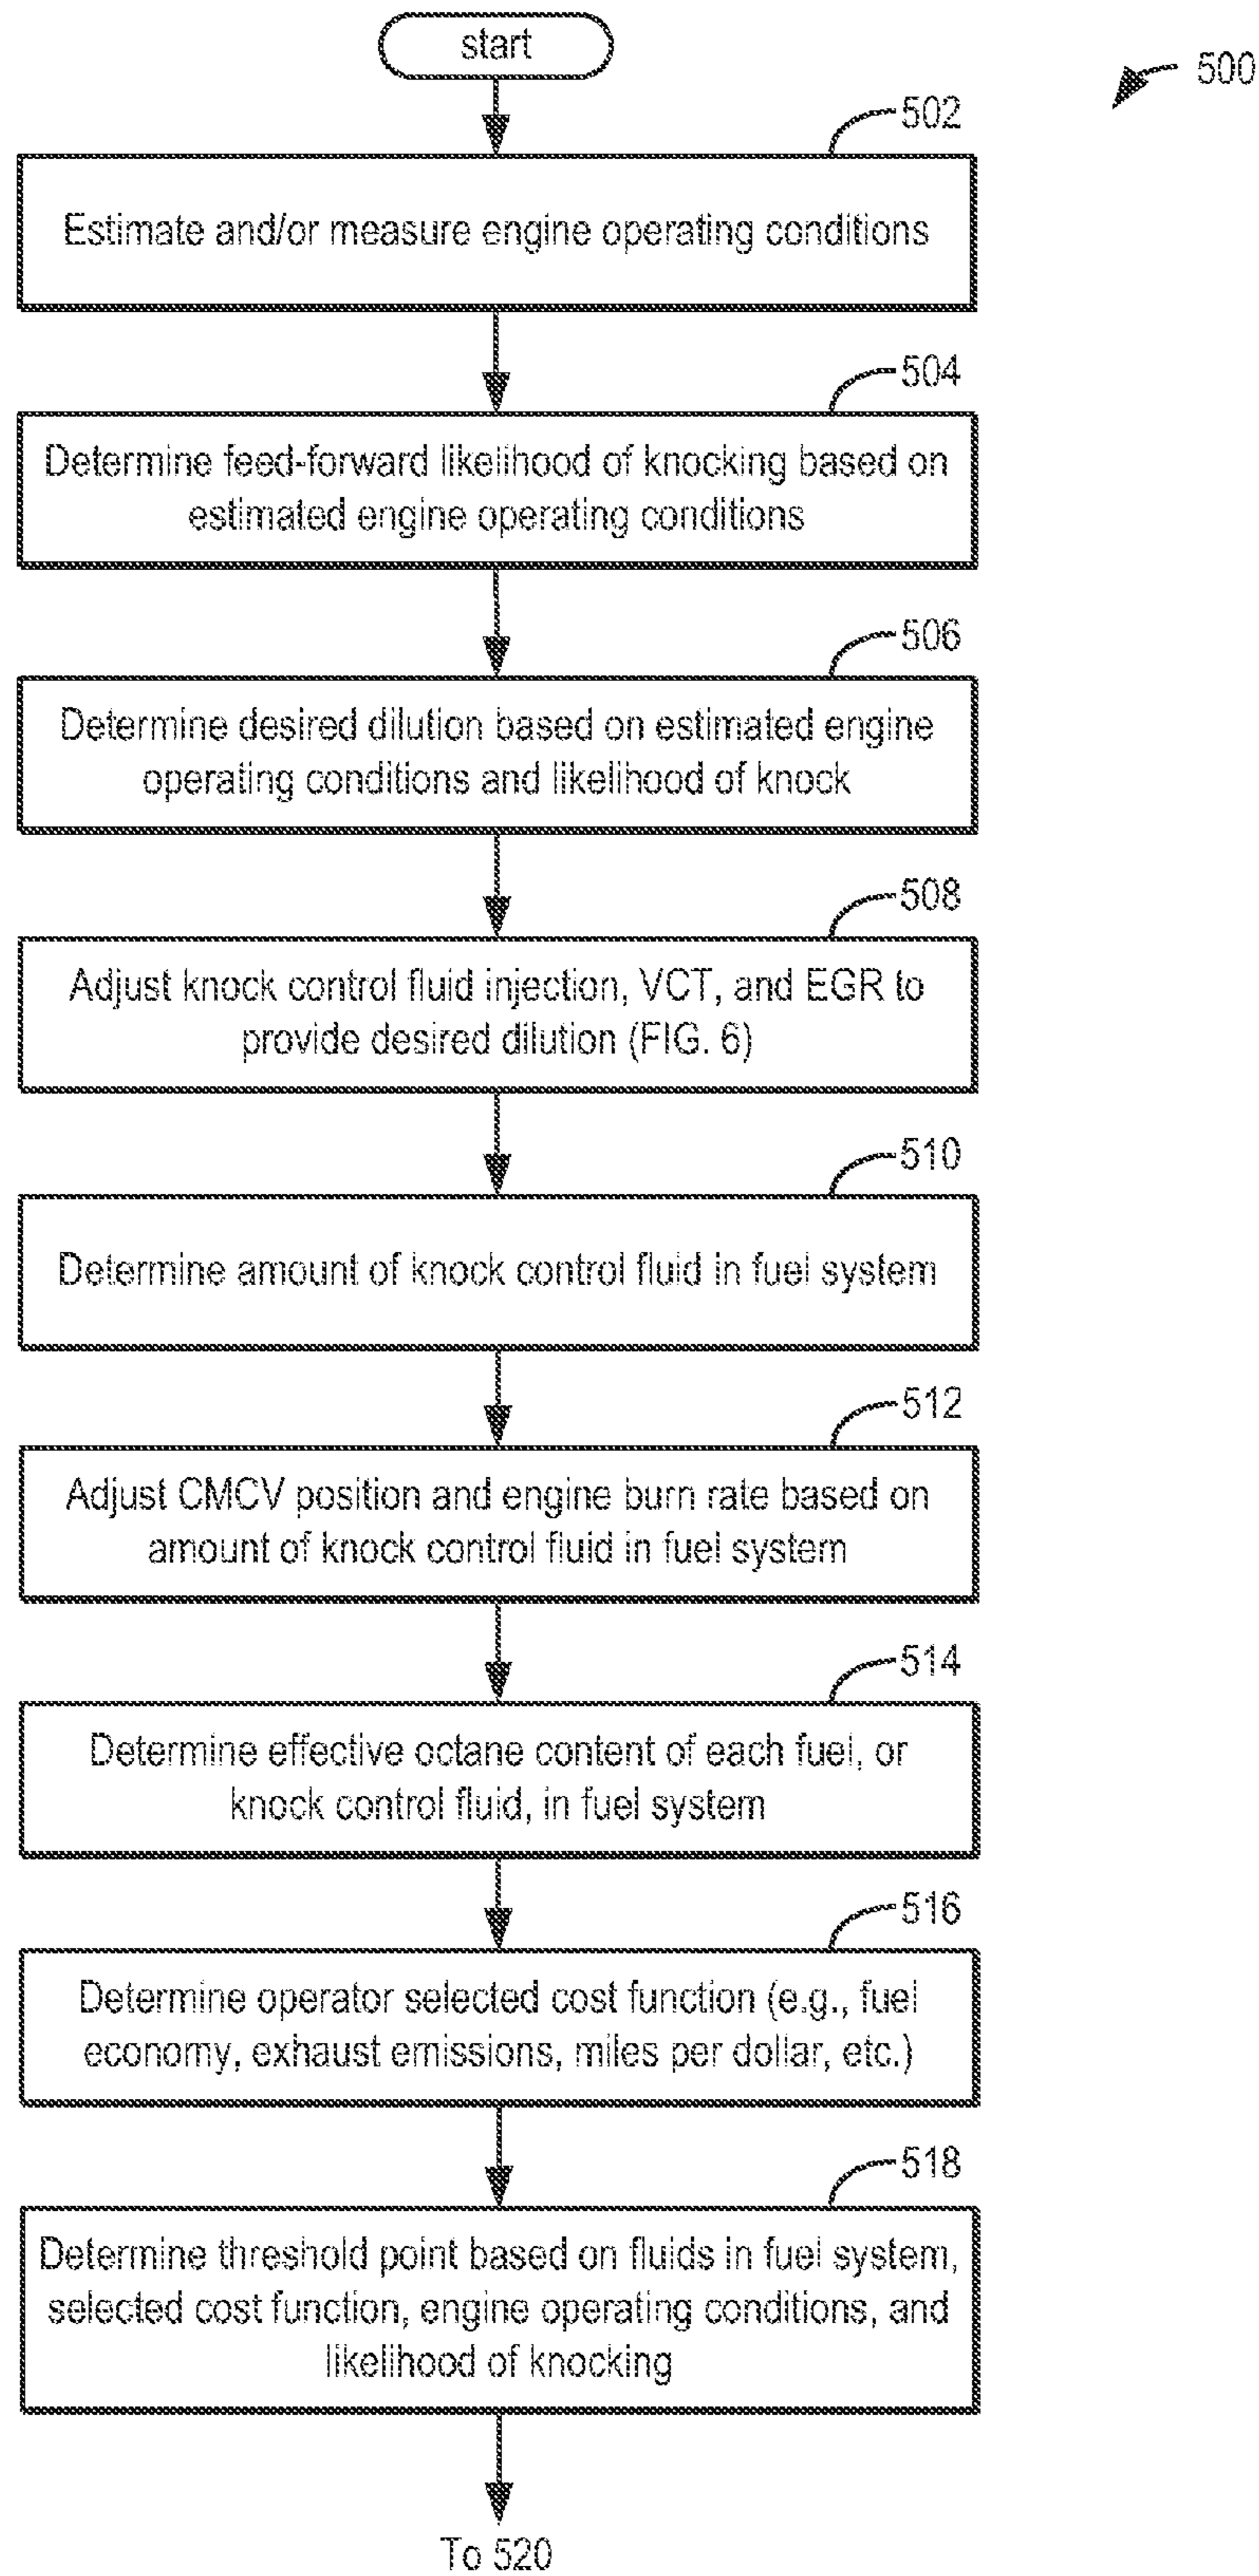 start
500
502
Estimate and/or measure engine operating conditions
504
Determine feed-forward likelihood of knocking based on
estimated engine operating conditions
506
Determine desired dilution based on estimated engine
operating conditions and likelihood of knock
508
Adjust knock control fluid injection, VCT, and EGR to
provide desired dilution (FIG. 6)
510
Determine amount of knock control fluid in fuel system
512
Adjust CMCV position and engine burn rate based on
amount of knock control fluid in fuel system
514
Determine effective octane content of each fuel, or
knock control fluid, in fuel system
516
Determine operator selected cost function (e.g., fuel
economy, exhaust emissions, miles per dollar, etc.)
518
Determine threshold point based on fluids in fuel system,
selected cost function, engine operating conditions, and
likelihood of knocking
To 520